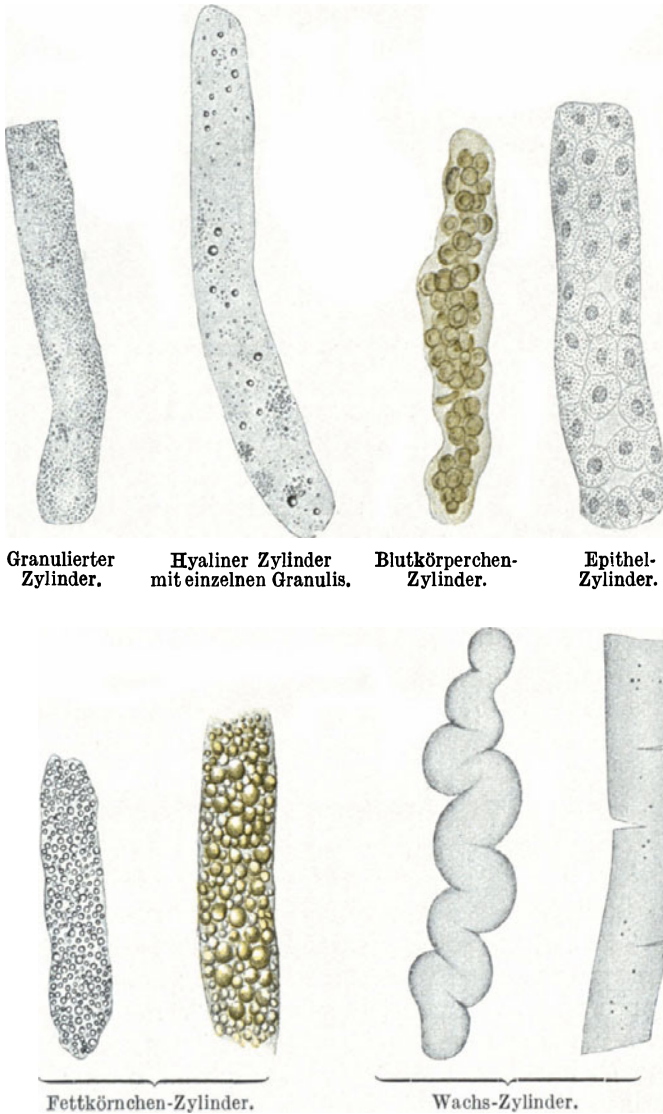 Granulierter
Zylinder.
Hyaliner Zylinder
mit einzelnen Granulis.
Blutkörperchen-
Zylinder.
Epithel-
Zylinder.
Fettkörnchen-Zylinder.
Wachs-Zylinder.